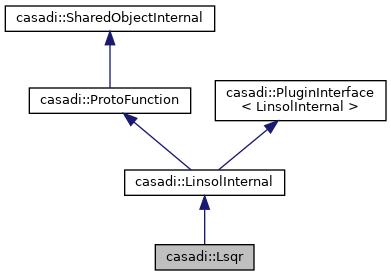 casadi::SharedObjectInternal
casadi::ProtoFunction
casadi::PluginInterface
< LinsolInternal >
casadi::LinsolInternal
casadi::Lsqr